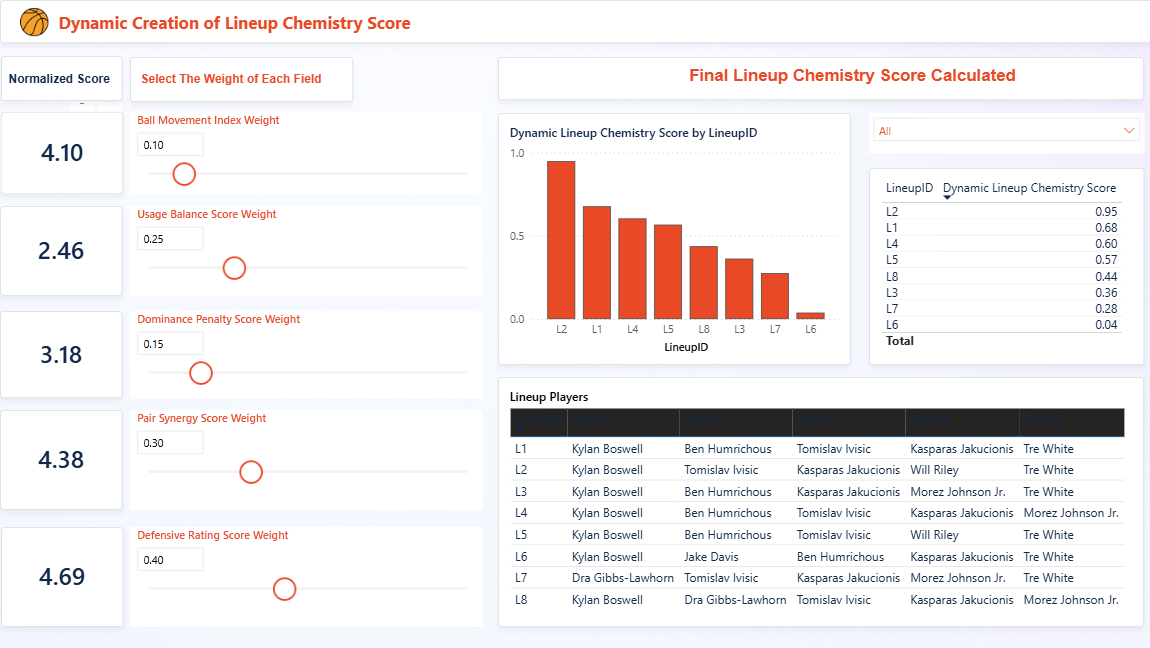 Dynamic Creation of Lineup Chemistry Score
Normalized Score
Select The Weight of Each Field
4.10
Ball Movement Index Weight
0.10
2.46
Usage Balance Score Weight
0.25
3.18
Dominance Penalty Score Weight
0.15
4.38
Pair Synergy Score Weight
0.30
4.69
Defensive Rating Score Weight
0.40
Final Lineup Chemistry Score Calculated
Dynamic Lineup Chemistry Score by LineupID
1.0
0.5
0.0
L2 L1 L4 L5 L8 L3 L7 L6
LineupID
All
LineupID Dynamic Lineup Chemistry Score
L2 0.95
L1 0.68
L4 0.60
L5 0.57
L8 0.44
L3 0.36
L7 0.28
L6 0.04
Total
Lineup Players
L1 Kylan Boswell Ben Humrichous Tomislav Ivisic Kasparas Jakucionis Tre White
L2 Kylan Boswell Tomislav Ivisic Kasparas Jakucionis Will Riley Tre White
L3 Kylan Boswell Ben Humrichous Kasparas Jakucionis Morez Johnson Jr. Tre White
L4 Kylan Boswell Ben Humrichous Tomislav Ivisic Kasparas Jakucionis Morez Johnson Jr.
L5 Kylan Boswell Ben Humrichous Tomislav Ivisic Will Riley Tre White
L6 Kylan Boswell Jake Davis Ben Humrichous Kasparas Jakucionis Tre White
L7 Dra Gibbs-Lawhorn Tomislav Ivisic Kasparas Jakucionis Morez Johnson Jr. Tre White
L8 Kylan Boswell Dra Gibbs-Lawhorn Tomislav Ivisic Kasparas Jakucionis Morez Johnson Jr.